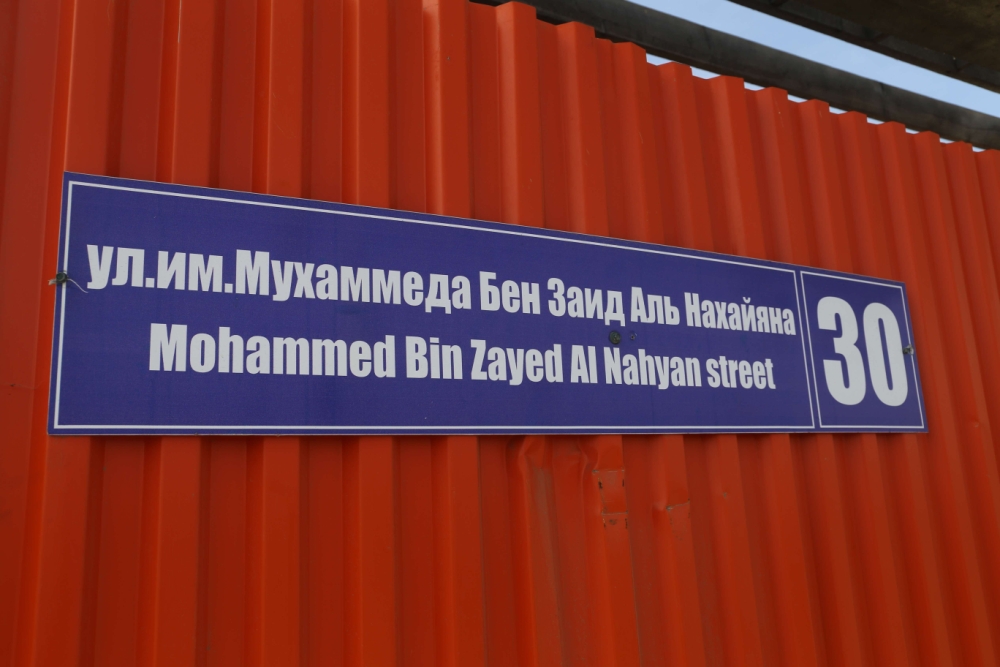 ул.им.Мухаммеда Бен Заид Аль Нахайяна
Mohammed Bin Zayed Al Nahyan street
30